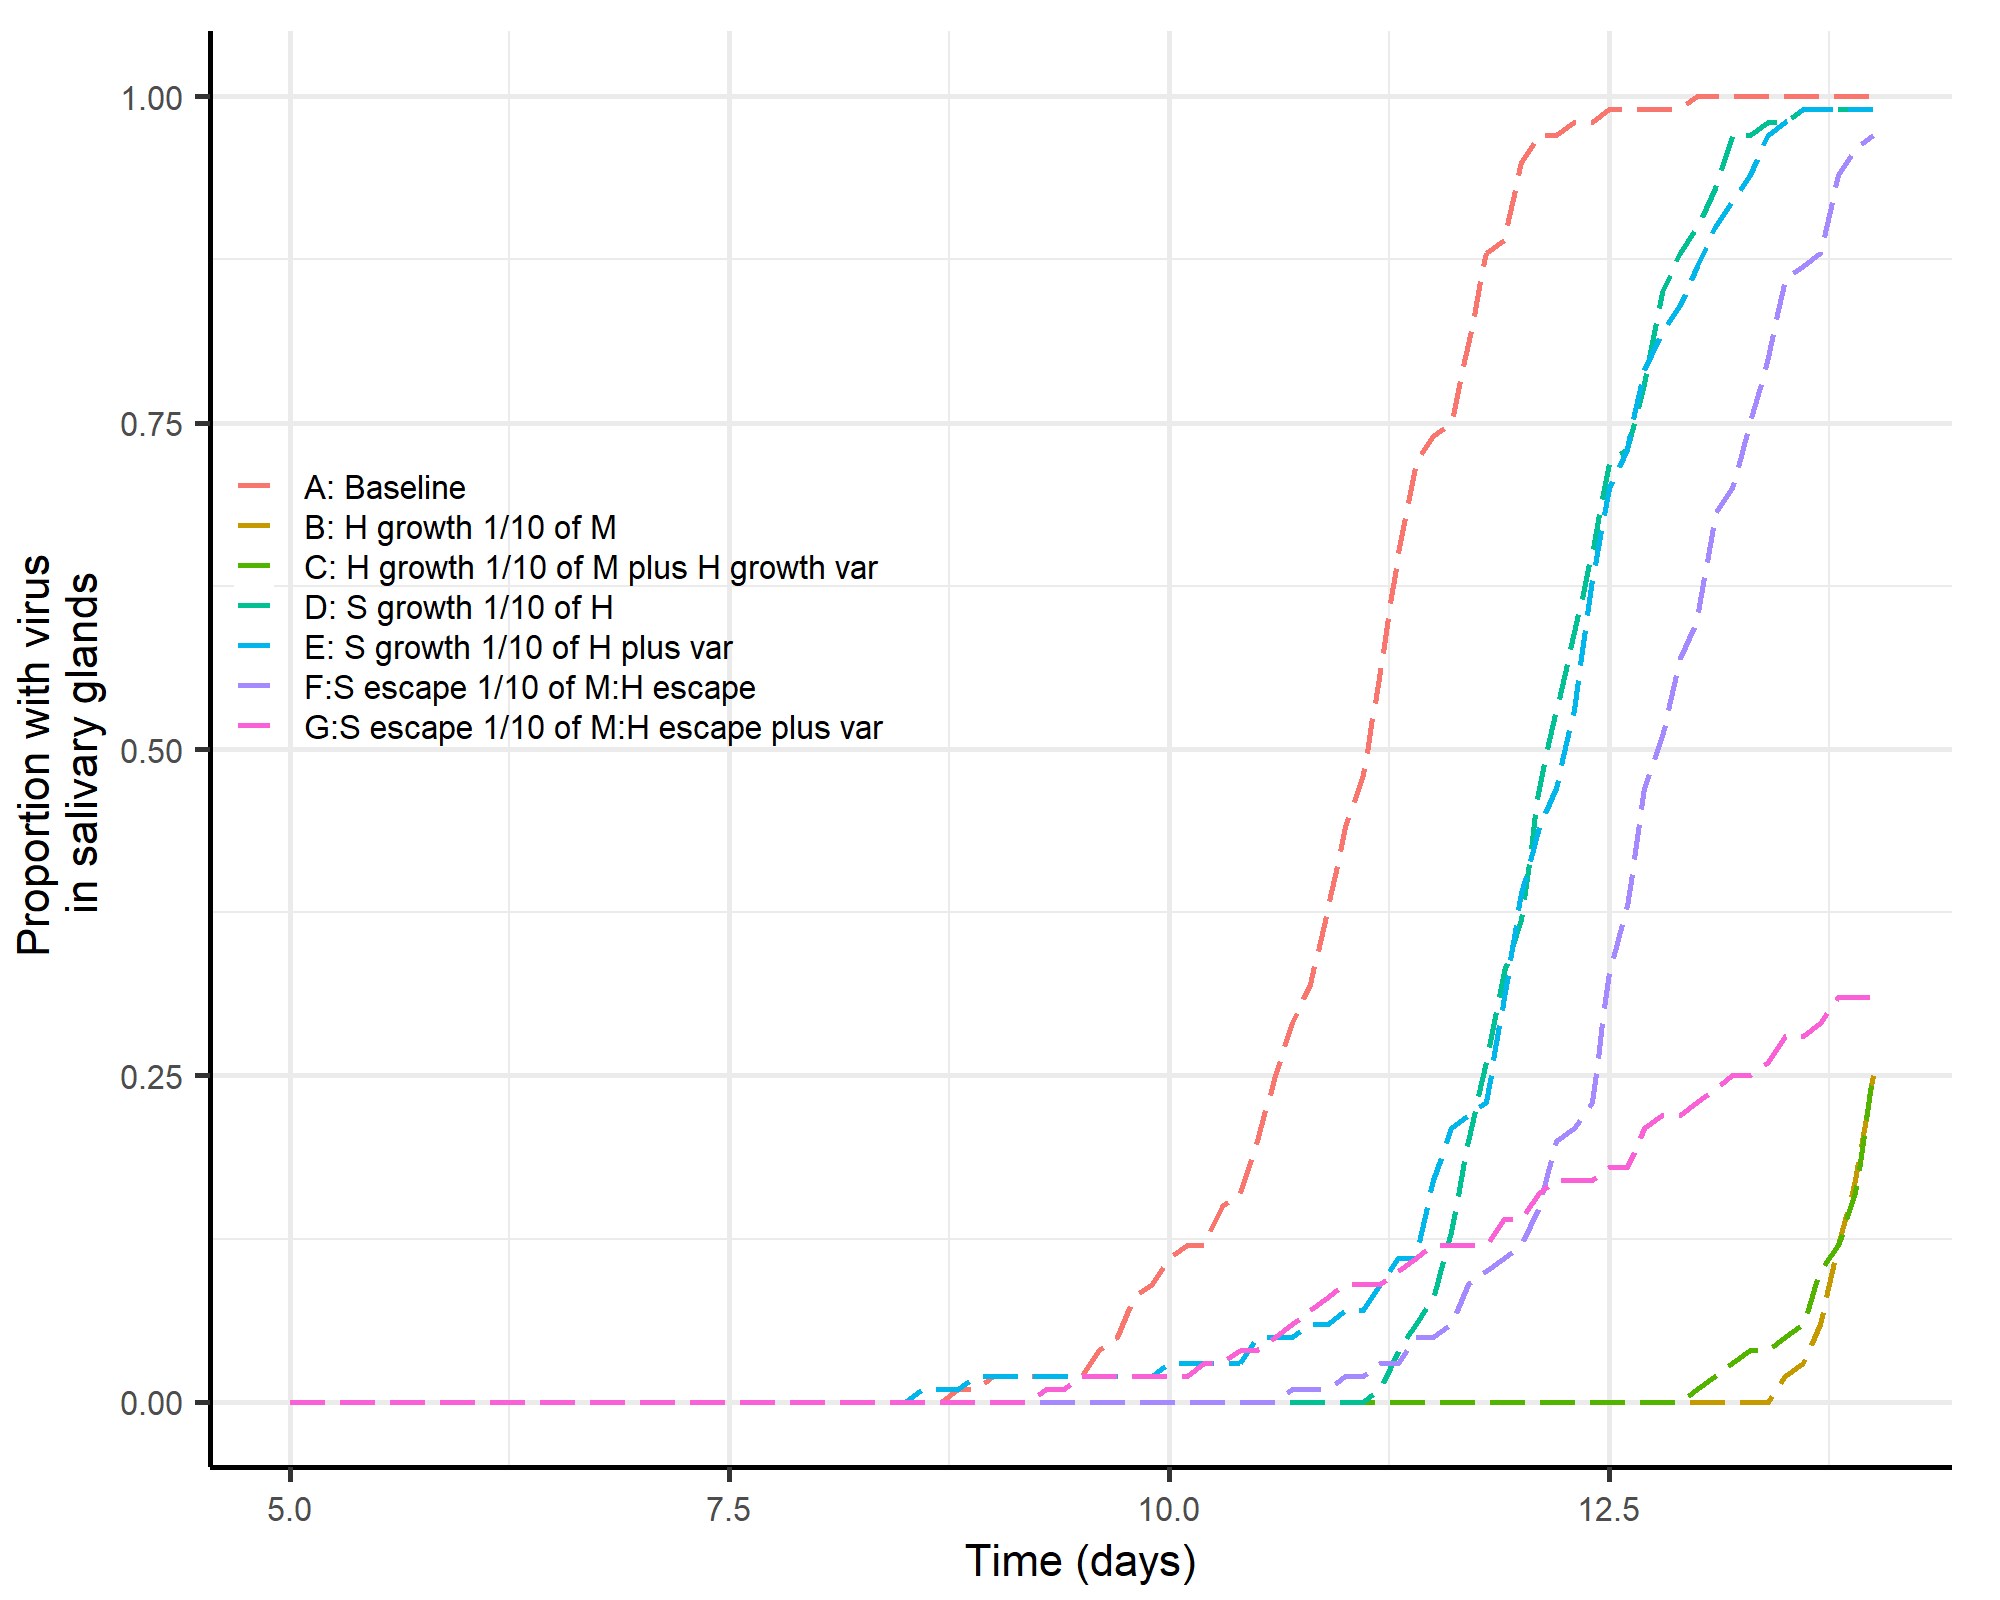 1.00
0.75
0.50
0.25
0.00
Proportion with virus
in salivary glands
A: Baseline
B: H growth 1/10 of M
C: H growth 1/10 of M plus H growth var
D: S growth 1/10 of H
E: S growth 1/10 of H plus var
F:S escape 1/10 of M:H escape
G:S escape 1/10 of M:H escape plus var
5.0
7.5
10.0
12.5
Time (days)